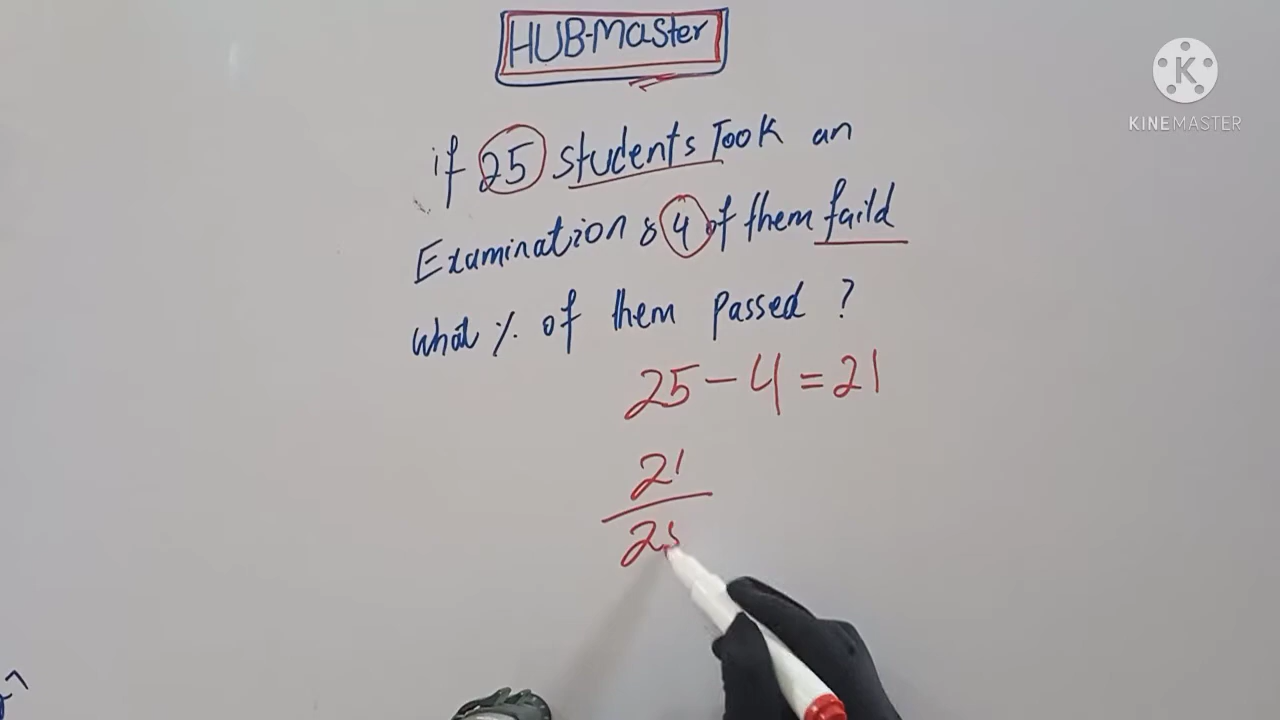 HUB-Master
KINEMASTER
if 25 students Took an
Examination & 4 of them faild
what % of them passed ?
25 - 4 = 21
21
25